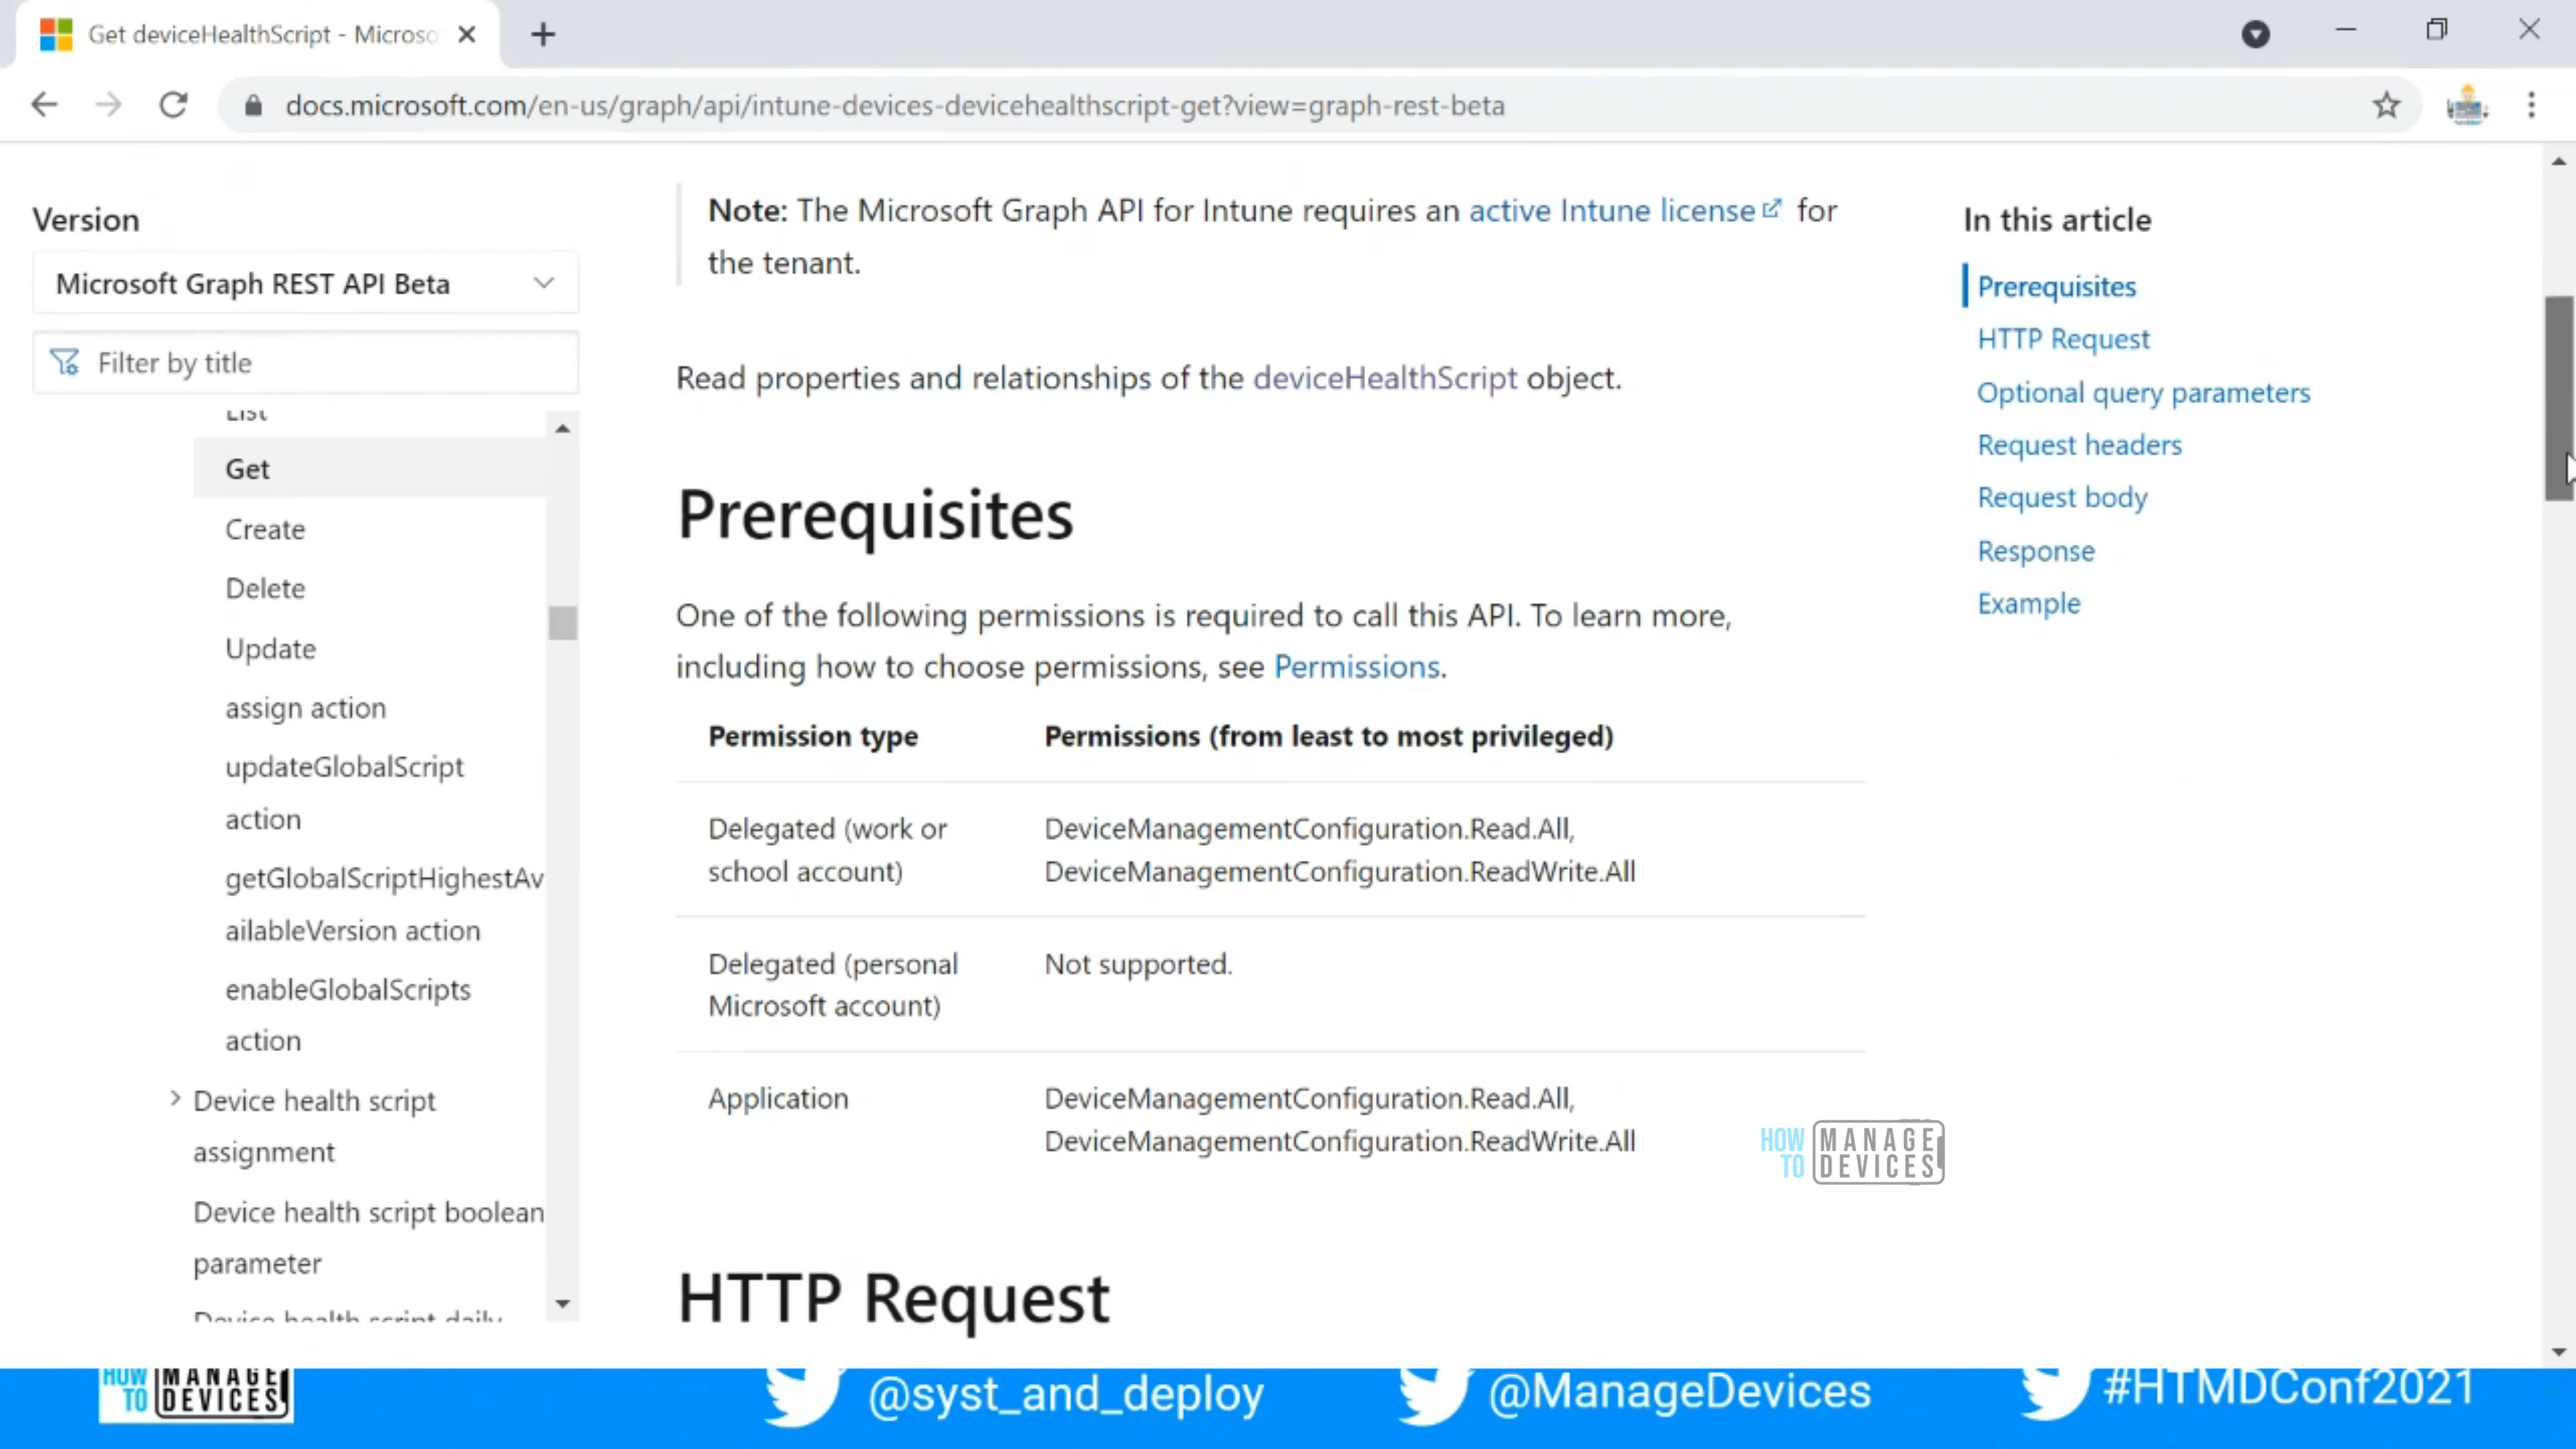 Get deviceHealthScript - Microso
docs.microsoft.com/en-us/graph/api/intune-devices-devicehealthscript-get?view=graph-rest-beta
Version
Microsoft Graph REST API Beta
Filter by title
List
Get
Create
Delete
Update
assign action
updateGlobalScript
action
getGlobalScriptHighestAv
ailableVersion action
enableGlobalScripts
action
Device health script
assignment
Device health script boolean
parameter
Device health script daily
Note: The Microsoft Graph API for Intune requires an active Intune license for
the tenant.
Read properties and relationships of the deviceHealthScript object.
Prerequisites
One of the following permissions is required to call this API. To learn more,
including how to choose permissions, see Permissions.
Permission type Permissions (from least to most privileged)
Delegated (work or
school account)
DeviceManagementConfiguration.Read.All,
DeviceManagementConfiguration.ReadWrite.All
Delegated (personal
Microsoft account)
Not supported.
Application
DeviceManagementConfiguration.Read.All,
DeviceManagementConfiguration.ReadWrite.All
HTTP Request
In this article
Prerequisites
HTTP Request
Optional query parameters
Request headers
Request body
Response
Example
HOW MANAGE
TO DEVICES
HOW MANAGE
TO DEVICES
@syst_and_deploy
@ManageDevices
#HTMDConf2021